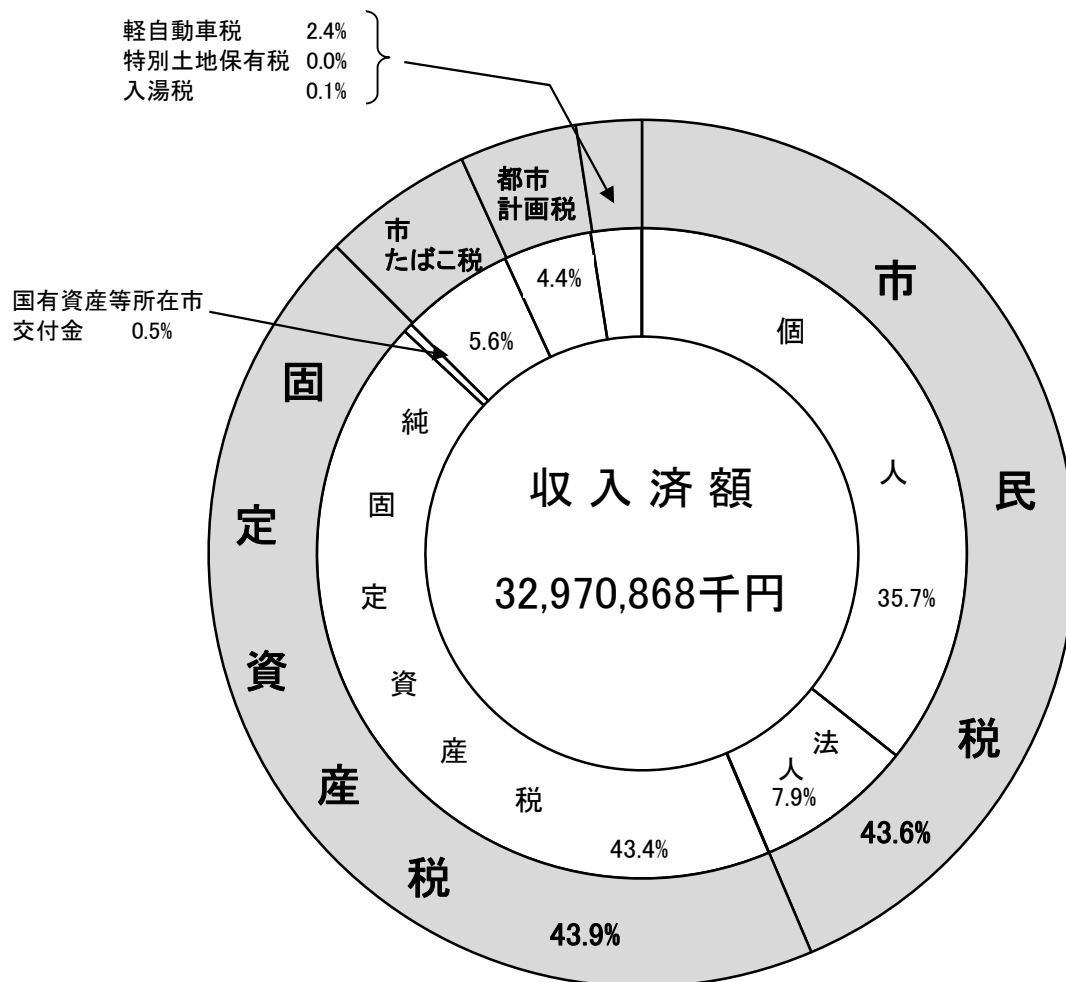 軽自動車税 2.4%
特別土地保有税 0.0%
入湯税 0.1%
都市
計画税
4.4%
市
たばこ税
5.6%
国有資産等所在市
交付金 0.5%
市民税
43.6%
個人
35.7%
法人
7.9%
固定資産税
43.9%
純固定資産税
43.4%
収入済額
32,970,868千円